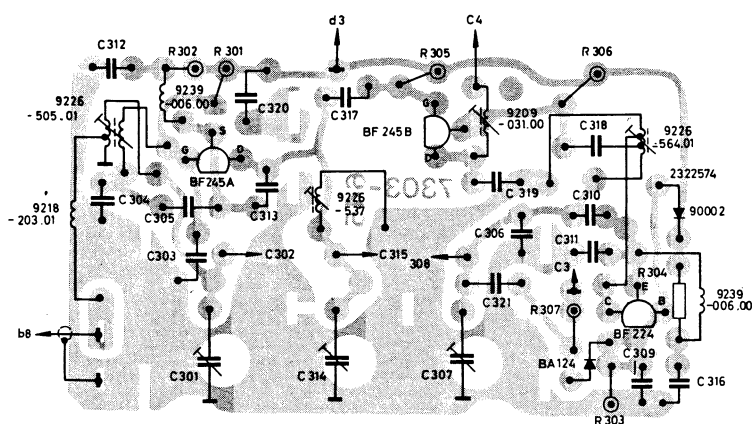 d3
C4
C312
R302
R301
R305
R306
9239
-006.00
C320
C317
9226
-505.01
G
S
D
BF245A
G
BF 245 B
D
9209
-031.00
C318
9226
-564.01
7303-2
2322574
C304
C305
C313
9226
-537
C319
C310
90002
9218
-203.01
C306
C311
C303
C302
C315
308
C3
R304
C321
E
C
B
R307
BF224
9239
-006.00
b8
C301
C314
C307
BA124
C309
C316
R303